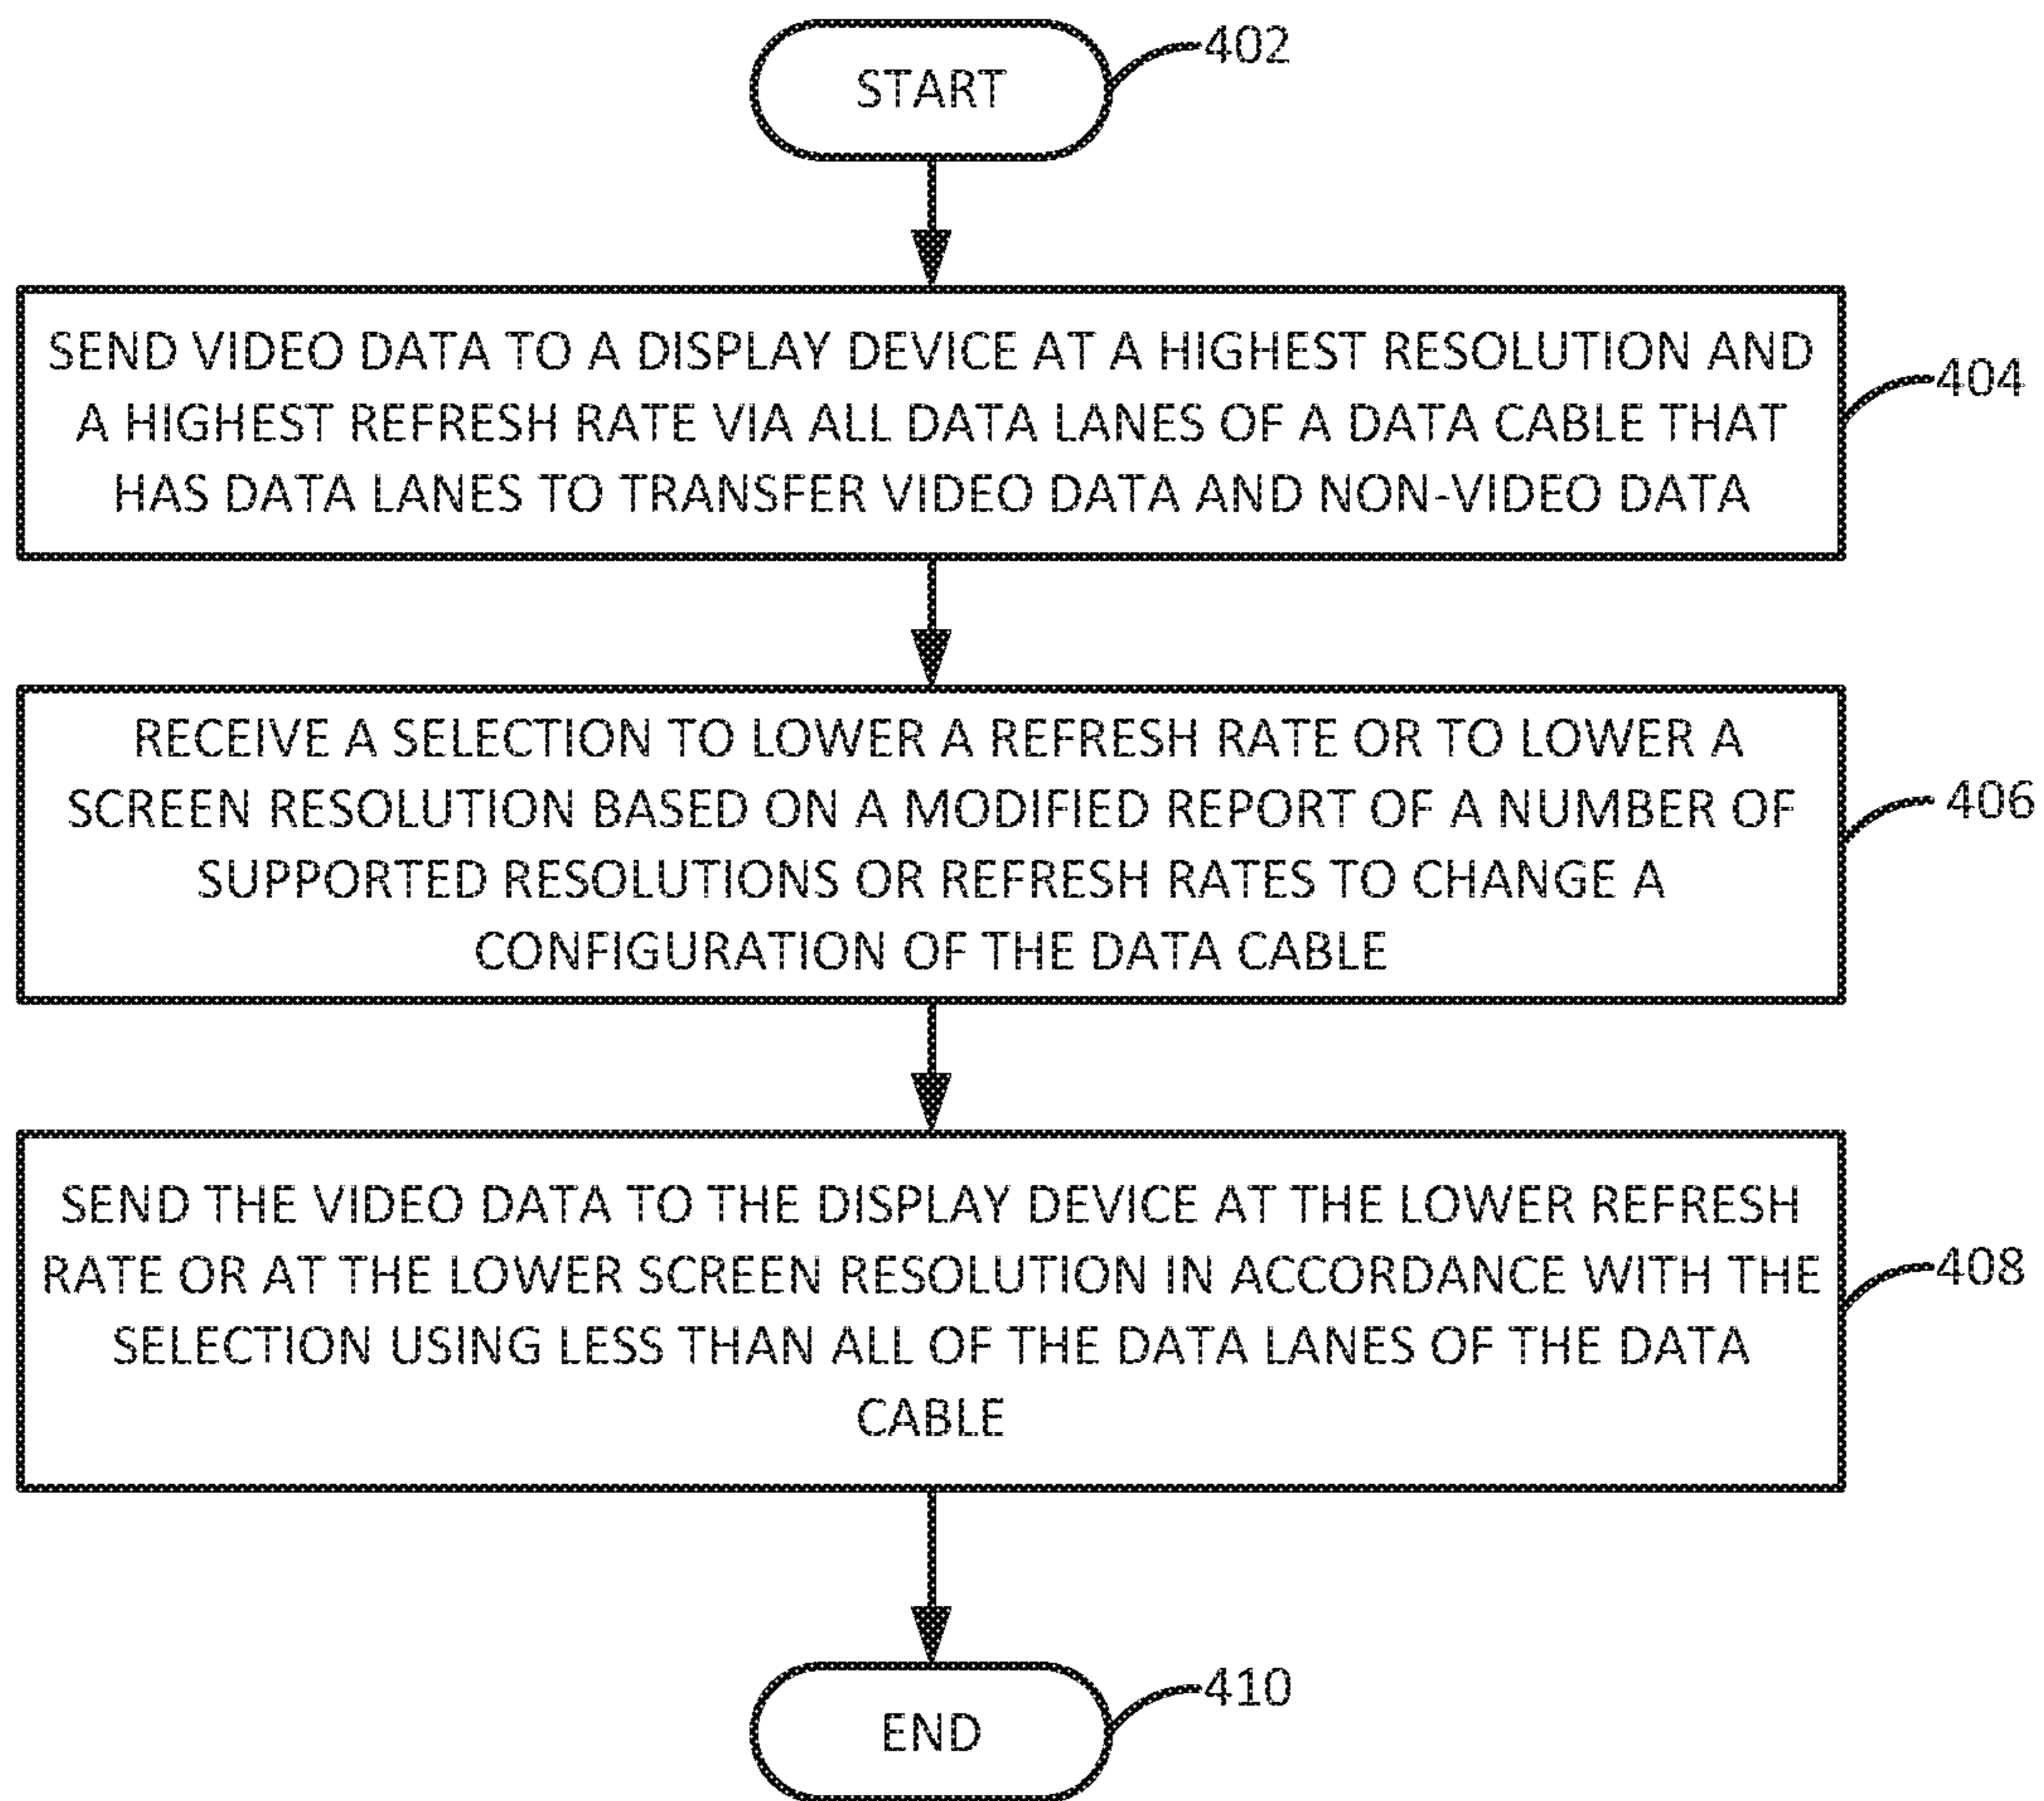 START
402
SEND VIDEO DATA TO A DISPLAY DEVICE AT A HIGHEST RESOLUTION AND
A HIGHEST REFRESH RATE VIA ALL DATA LANES OF A DATA CABLE THAT
HAS DATA LANES TO TRANSFER VIDEO DATA AND NON-VIDEO DATA
404
RECEIVE A SELECTION TO LOWER A REFRESH RATE OR TO LOWER A
SCREEN RESOLUTION BASED ON A MODIFIED REPORT OF A NUMBER OF
SUPPORTED RESOLUTIONS OR REFRESH RATES TO CHANGE A
CONFIGURATION OF THE DATA CABLE
406
SEND THE VIDEO DATA TO THE DISPLAY DEVICE AT THE LOWER REFRESH
RATE OR AT THE LOWER SCREEN RESOLUTION IN ACCORDANCE WITH THE
SELECTION USING LESS THAN ALL OF THE DATA LANES OF THE DATA
CABLE
408
END
410